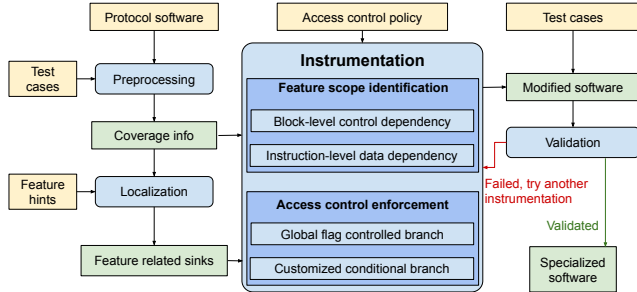 Protocol software
Access control policy
Test cases
Test
cases
Preprocessing
Coverage info
Feature
hints
Localization
Feature related sinks
Instrumentation
Feature scope identification
Block-level control dependency
Instruction-level data dependency
Access control enforcement
Global flag controlled branch
Customized conditional branch
Modified software
Validation
Failed, try another
instrumentation
Validated
Specialized
software